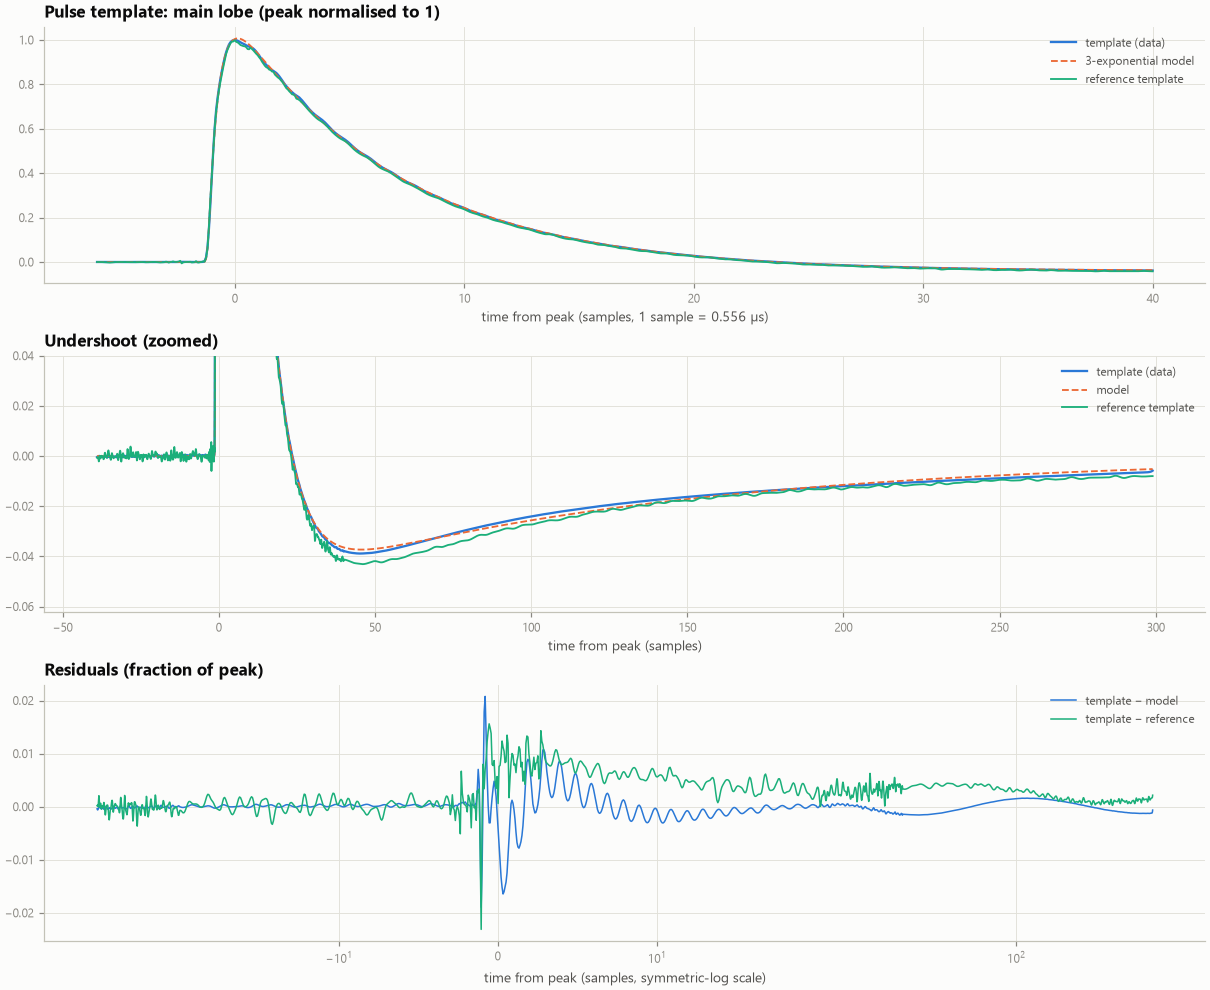 Pulse template: main lobe (peak normalised to 1)
1.0
0.8
0.6
0.4
0.2
0.0
template (data)
3-exponential model
reference template
0
10
20
30
40
time from peak (samples, 1 sample = 0.556 µs)
Undershoot (zoomed)
0.04
0.02
0.00
−0.02
−0.04
−0.06
template (data)
model
reference template
−50
0
50
100
150
200
250
300
time from peak (samples)
Residuals (fraction of peak)
0.02
0.01
0.00
−0.01
−0.02
template − model
template − reference
−10¹
0
10¹
10²
time from peak (samples, symmetric-log scale)